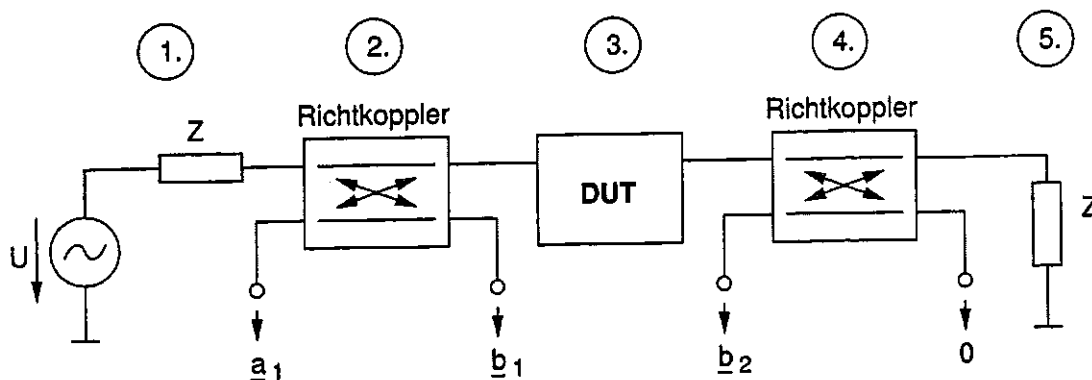 1.
2.
3.
4.
5.
Richtkoppler
Richtkoppler
Z
DUT
Z
U
a1
b1
b2
0